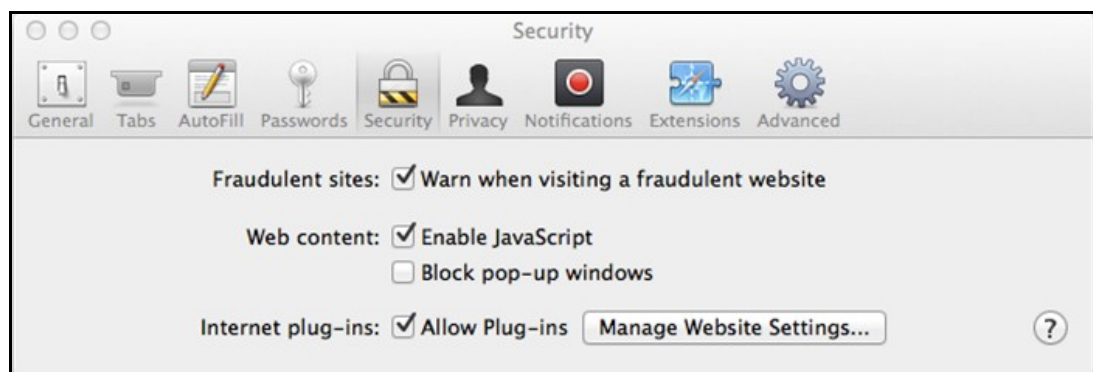 Security
General Tabs AutoFill Passwords Security Privacy Notifications Extensions Advanced
Fraudulent sites: Warn when visiting a fraudulent website
Web content: Enable JavaScript
Block pop-up windows
Internet plug-ins: Allow Plug-ins Manage Website Settings... ?